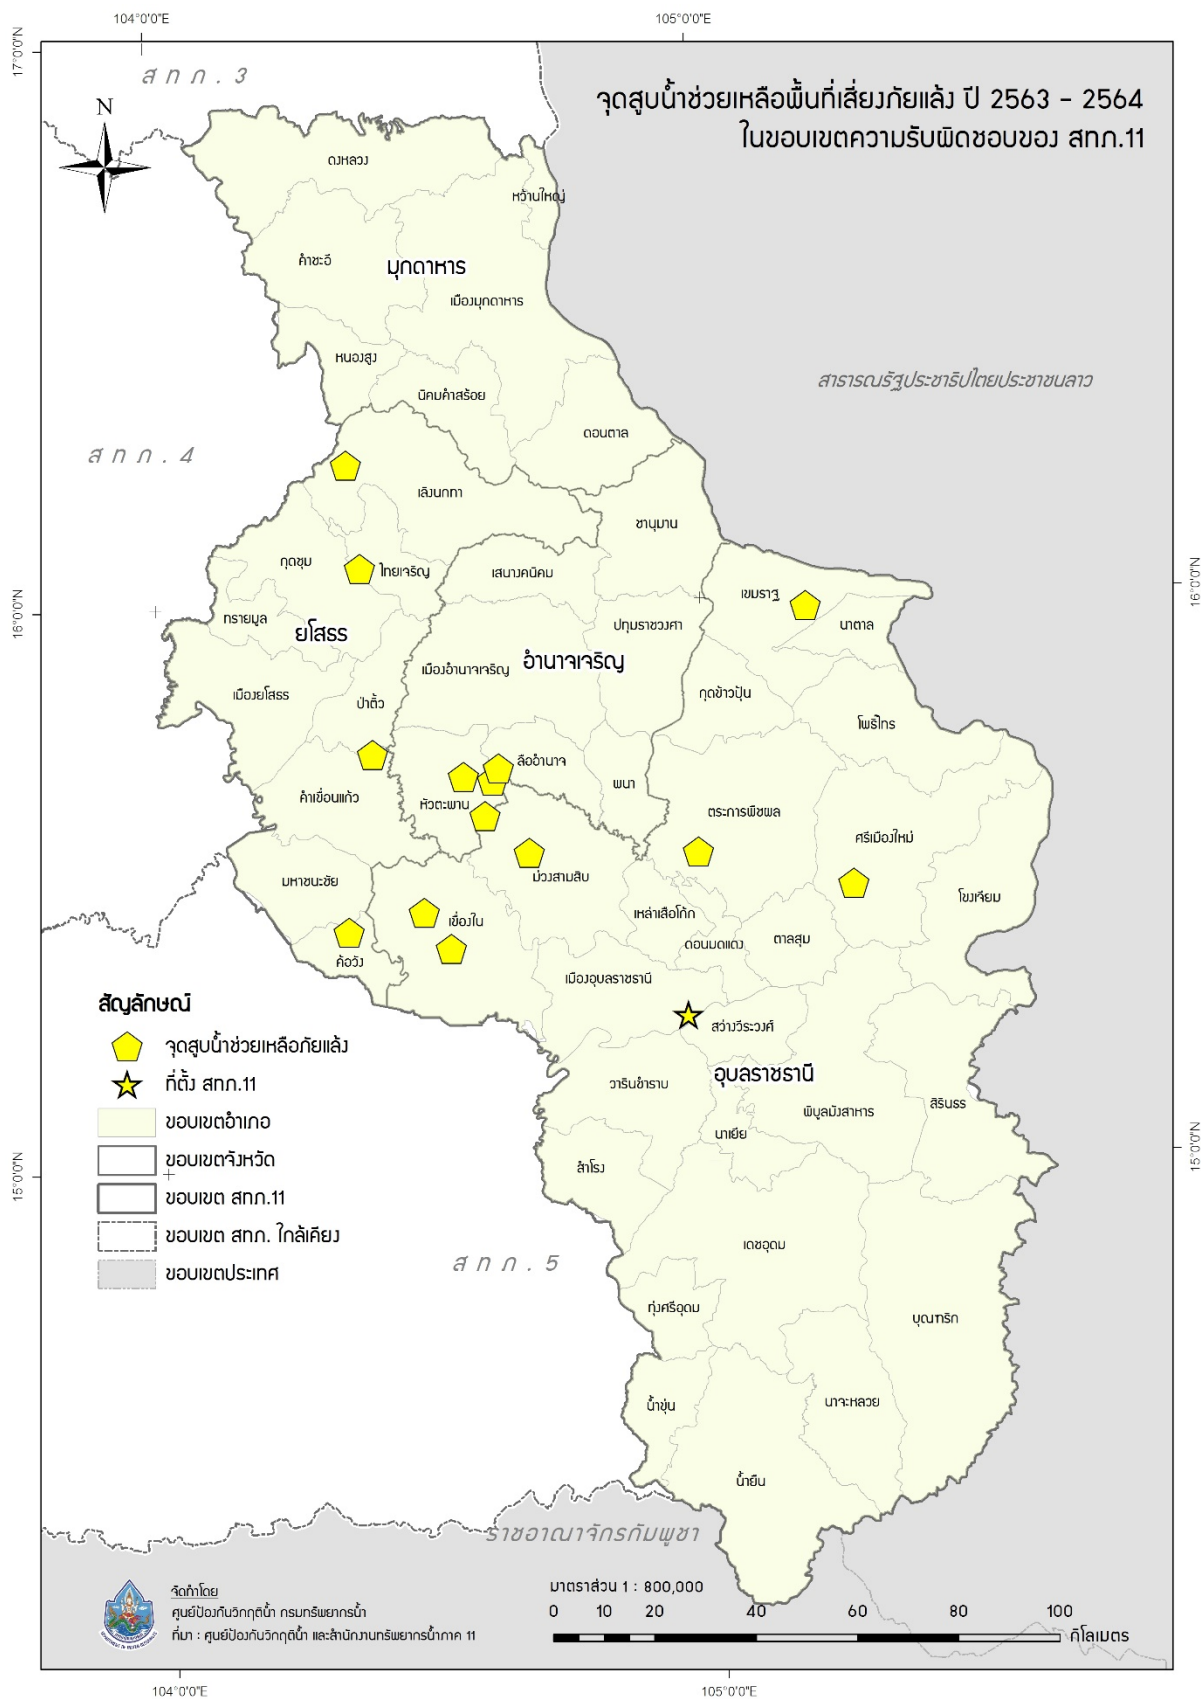 104°0'0"E
105°0'0"E
17°0'0"N
สทภ.3
จุดสูบน้ำช่วยเหลือพื้นที่เสี่ยงภัยแล้ง ปี 2563 - 2564
ในขอบเขตความรับผิดชอบของ สทภ.11
N
ดงหลวง
หว้านใหญ่
คำชะอี
มุกดาหาร
เมืองมุกดาหาร
หนองสูง
นิคมคำสร้อย
สาธารณรัฐประชาธิปไตยประชาชนลาว
ดอนตาล
สทภ.4
เลิงนกทา
ชานุมาน
กุดชุม
ไทยเจริญ
เสนางคนิคม
เขมราฐ
16°0'0"N
16°0'0"N
ทรายมูล
ยโสธร
ปทุมราชวงศา
นาตาล
เมืองอำนาจเจริญ
อำนาจเจริญ
เมืองยโสธร
ป่าติ้ว
กุดข้าวปุ้น
โพธิ์ไทร
ลืออำนาจ
พนา
คำเขื่อนแก้ว
หัวตะพาน
ตระการพืชผล
ศรีเมืองใหม่
มหาชนะชัย
ม่วงสามสิบ
โขงเจียม
เขื่องใน
เหล่าเสือโก้ก
ดอนมดแดง
ตาลสุม
ค้อวัง
เมืองอุบลราชธานี
สว่างวีระวงศ์
อุบลราชธานี
วารินชำราบ
พิบูลมังสาหาร
สิรินธร
นาเยีย
สำโรง
15°0'0"N
15°0'0"N
สัญลักษณ์
จุดสูบน้ำช่วยเหลือภัยแล้ง
ที่ตั้ง สทภ.11
ขอบเขตอำเภอ
ขอบเขตจังหวัด
ขอบเขต สทภ.11
ขอบเขต สทภ. ใกล้เคียง
ขอบเขตประเทศ
สทภ.5
เดชอุดม
ทุ่งศรีอุดม
บุณฑริก
น้ำขุ่น
นาจะหลวย
น้ำยืน
ราชอาณาจักรกัมพูชา
จัดทำโดย
ศูนย์ป้องกันวิกฤติน้ำ กรมทรัพยากรน้ำ
ที่มา : ศูนย์ป้องกันวิกฤติน้ำ และสำนักงานทรัพยากรน้ำภาค 11
มาตราส่วน 1 : 800,000
0 10 20 40 60 80 100
กิโลเมตร
104°0'0"E
105°0'0"E